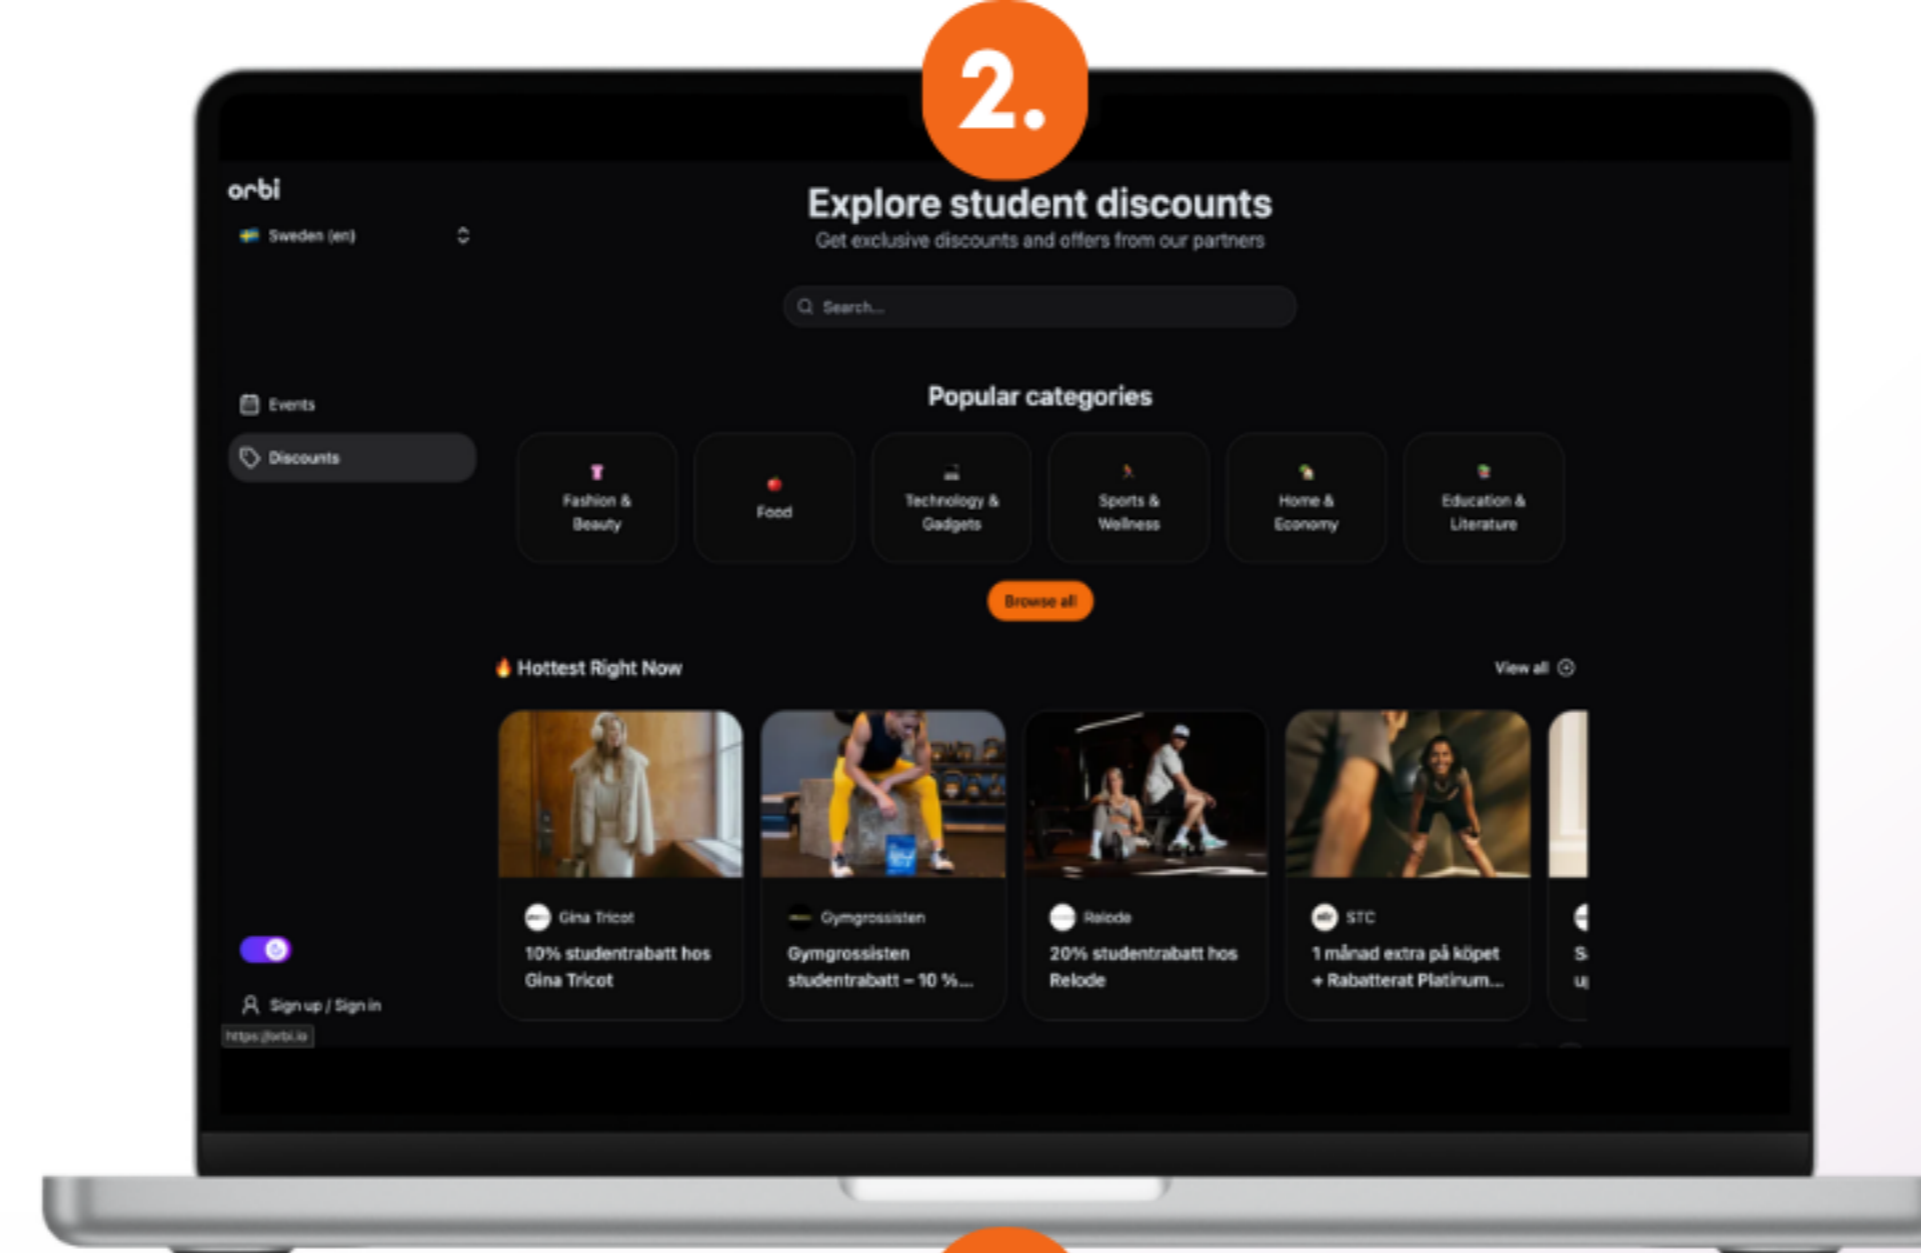 2.
orbi
Sweden (en)
Explore student discounts
Get exclusive discounts and offers from our partners
Search...
Events
Discounts
Popular categories
Fashion &
Beauty
Food
Technology &
Gadgets
Sports &
Wellness
Home &
Economy
Education &
Literature
Browse all
Hottest Right Now
View all
Gina Tricot
10% studentrabatt hos
Gina Tricot
Gymgrossisten
Gymgrossisten
studentrabatt – 10 %...
Relode
20% studentrabatt hos
Relode
STC
1 månad extra på köpet
+ Rabatterat Platinum...
Sign up / Sign in
https://orbi.io